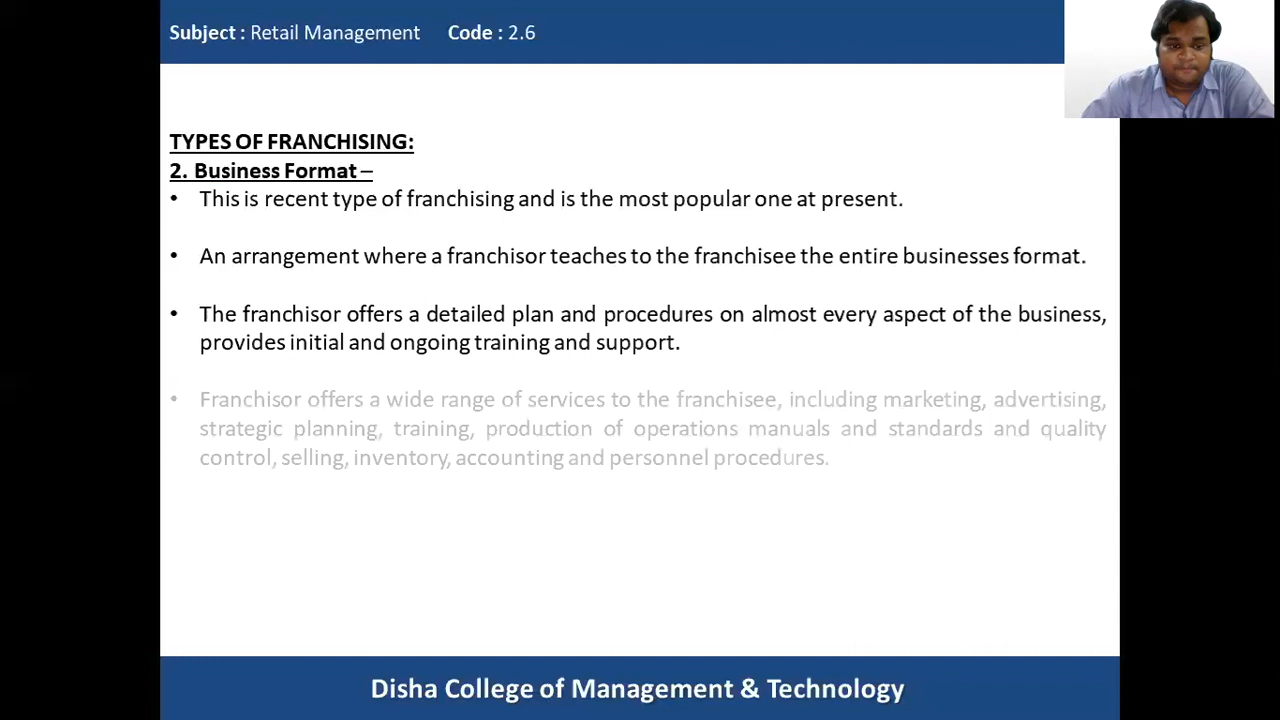 Subject : Retail Management Code : 2.6
TYPES OF FRANCHISING:
2. Business Format –
• This is recent type of franchising and is the most popular one at present.
• An arrangement where a franchisor teaches to the franchisee the entire businesses format.
• The franchisor offers a detailed plan and procedures on almost every aspect of the business,
provides initial and ongoing training and support.
• Franchisor offers a wide range of services to the franchisee, including marketing, advertising,
strategic planning, training, production of operations manuals and standards and quality
control, selling, inventory, accounting and personnel procedures.
Disha College of Management & Technology